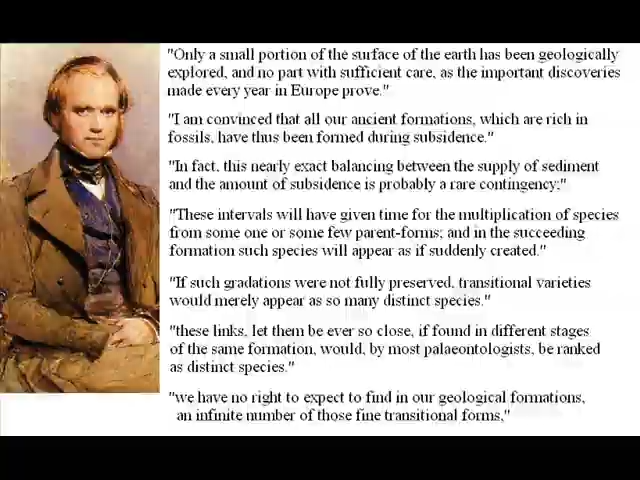 "Only a small portion of the surface of the earth has been geologically
explored, and no part with sufficient care, as the important discoveries
made every year in Europe prove."
"I am convinced that all our ancient formations, which are rich in
fossils, have thus been formed during subsidence."
"In fact, this nearly exact balancing between the supply of sediment
and the amount of subsidence is probably a rare contingency;"
"These intervals will have given time for the multiplication of species
from some one or some few parent-forms; and in the succeeding
formation such species will appear as if suddenly created."
"If such gradations were not fully preserved, transitional varieties
would merely appear as so many distinct species."
"these links, let them be ever so close, if found in different stages
of the same formation, would, by most palaeontologists, be ranked
as distinct species."
"we have no right to expect to find in our geological formations,
an infinite number of those fine transitional forms,"